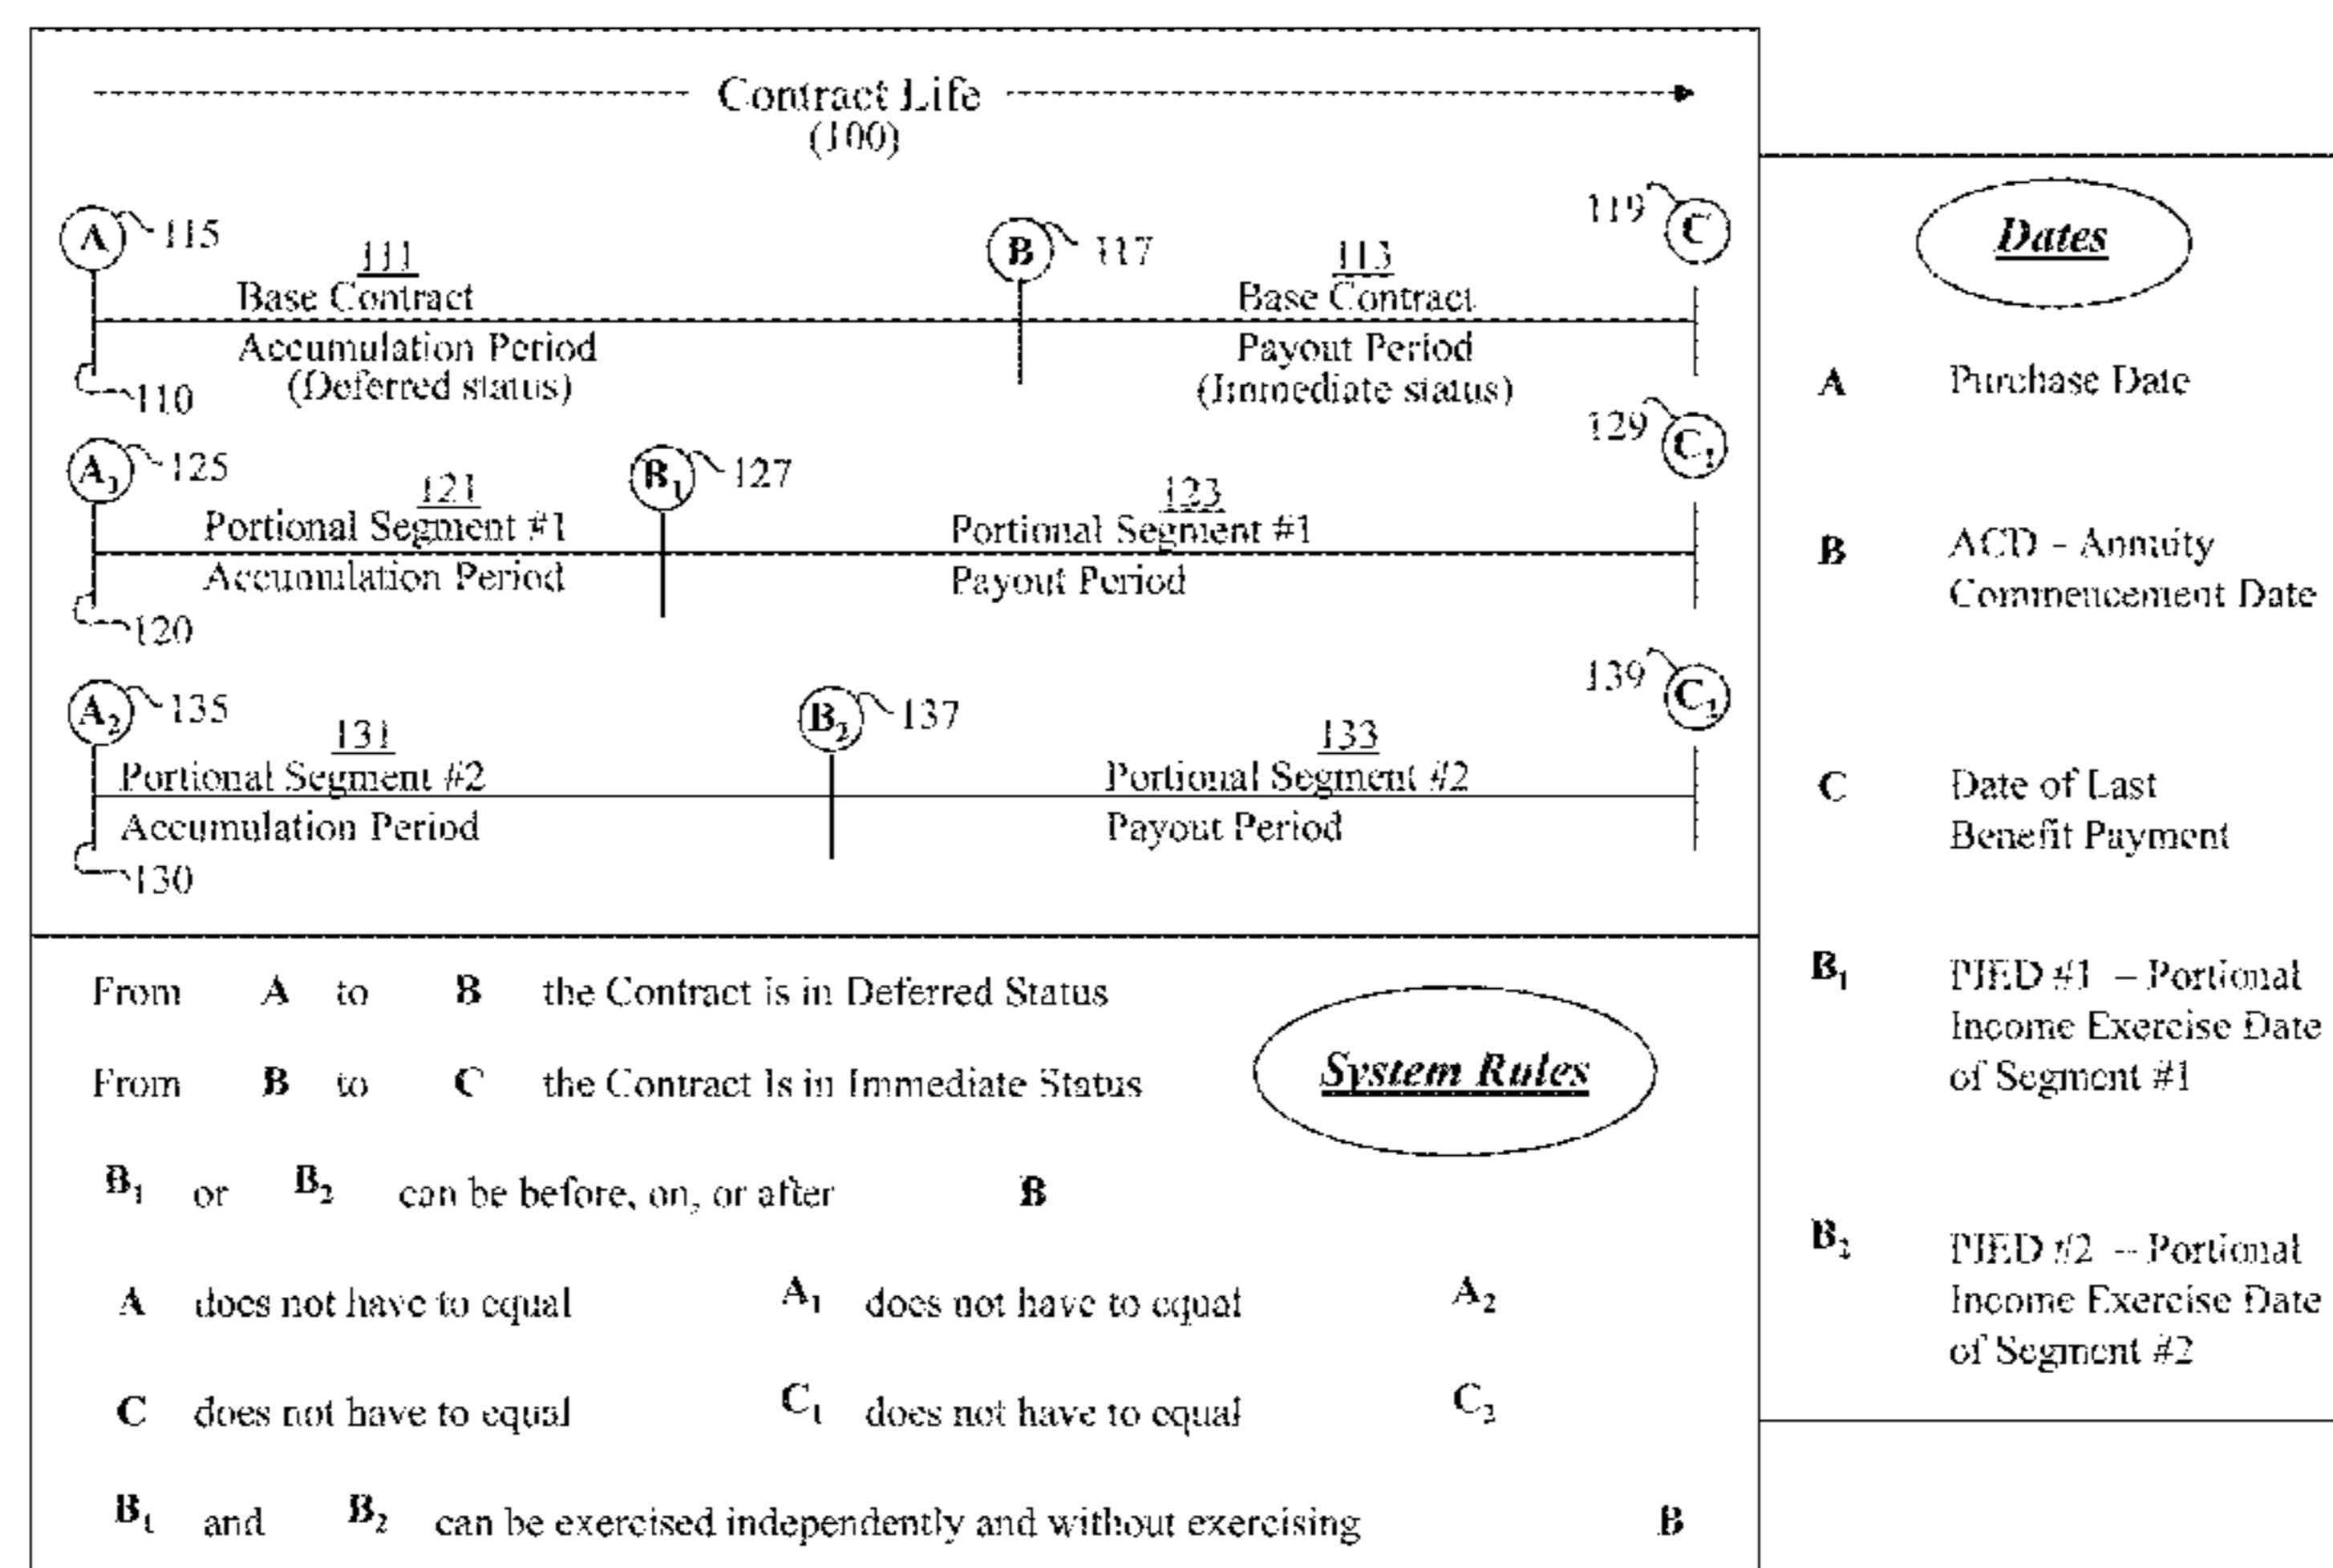 Contract Life
(100)
A 115
111
B 117
113
119 C
Base Contract
Base Contract
Accumulation Period
Payout Period
(Deferred status)
(Immediate status)
110
A1 125
121
B1 127
123
129 C1
Portional Segment #1
Portional Segment #1
Accumulation Period
Payout Period
120
A2 135
131
B2 137
133
139 C1
Portional Segment #2
Portional Segment #2
Accumulation Period
Payout Period
130
From A to B the Contract is in Deferred Status
From B to C the Contract Is in Immediate Status
System Rules
B1 or B2 can be before, on, or after B
A does not have to equal A1 does not have to equal A2
C does not have to equal C1 does not have to equal C2
B1 and B2 can be exercised independently and without exercising B
Dates
A Purchase Date
B ACD - Annuity
Commencement Date
C Date of Last
Benefit Payment
B1 PIED #1 – Portional
Income Exercise Date
of Segment #1
B2 PIED #2 – Portional
Income Exercise Date
of Segment #2